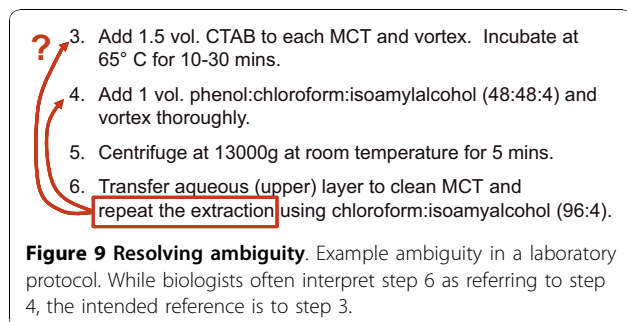 ? 3. Add 1.5 vol. CTAB to each MCT and vortex. Incubate at
65° C for 10-30 mins.
4. Add 1 vol. phenol:chloroform:isoamylalcohol (48:48:4) and
vortex thoroughly.
5. Centrifuge at 13000g at room temperature for 5 mins.
6. Transfer aqueous (upper) layer to clean MCT and
repeat the extraction using chloroform:isoamyalcohol (96:4).
Figure 9 Resolving ambiguity. Example ambiguity in a laboratory
protocol. While biologists often interpret step 6 as referring to step
4, the intended reference is to step 3.